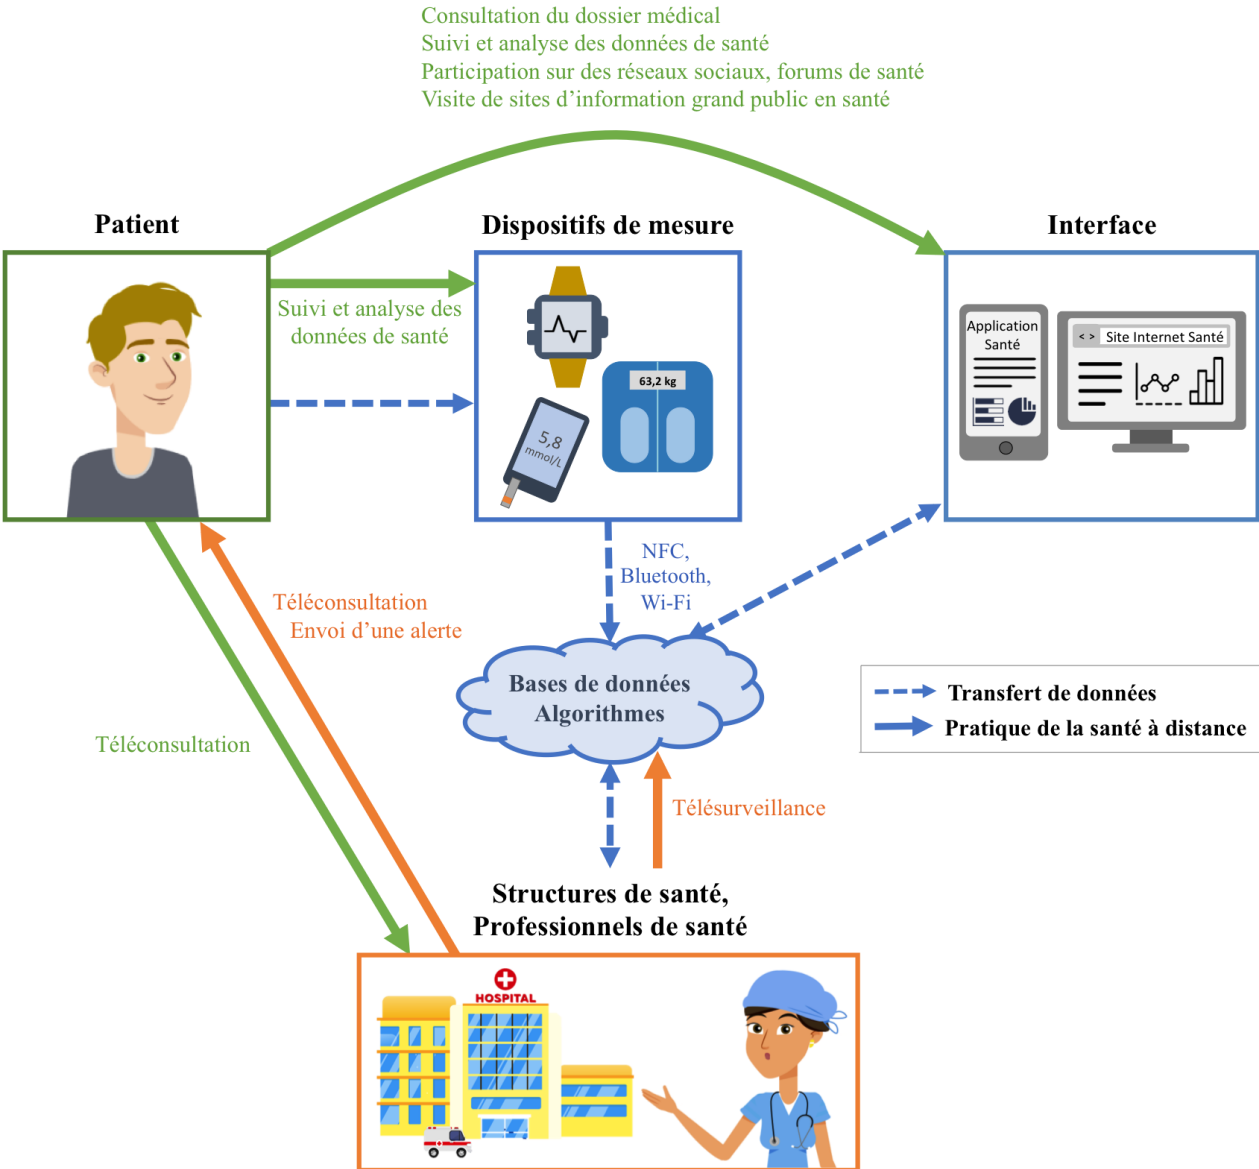 Consultation du dossier médical
Suivi et analyse des données de santé
Participation sur des réseaux sociaux, forums de santé
Visite de sites d’information grand public en santé
Patient
Dispositifs de mesure
Interface
Suivi et analyse des
données de santé
63,2 kg
5,8
mmol/L
Application
Santé
< > Site Internet Santé
NFC,
Bluetooth,
Wi-Fi
Téléconsultation
Envoi d’une alerte
Bases de données
Algorithmes
Transfert de données
Pratique de la santé à distance
Téléconsultation
Télésurveillance
Structures de santé,
Professionnels de santé
HOSPITAL